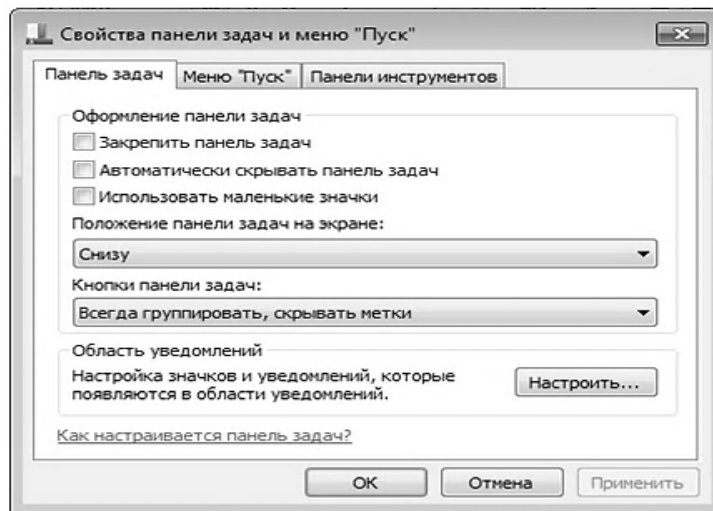 Свойства панели задач и меню "Пуск"
Панель задач Меню "Пуск" Панели инструментов
Оформление панели задач
Закрепить панель задач
Автоматически скрывать панель задач
Использовать маленькие значки
Положение панели задач на экране:
Снизу
Кнопки панели задач:
Всегда группировать, скрывать метки
Область уведомлений
Настройка значков и уведомлений, которые
появляются в области уведомлений.
Настроить...
Как настраивается панель задач?
ОК Отмена Применить